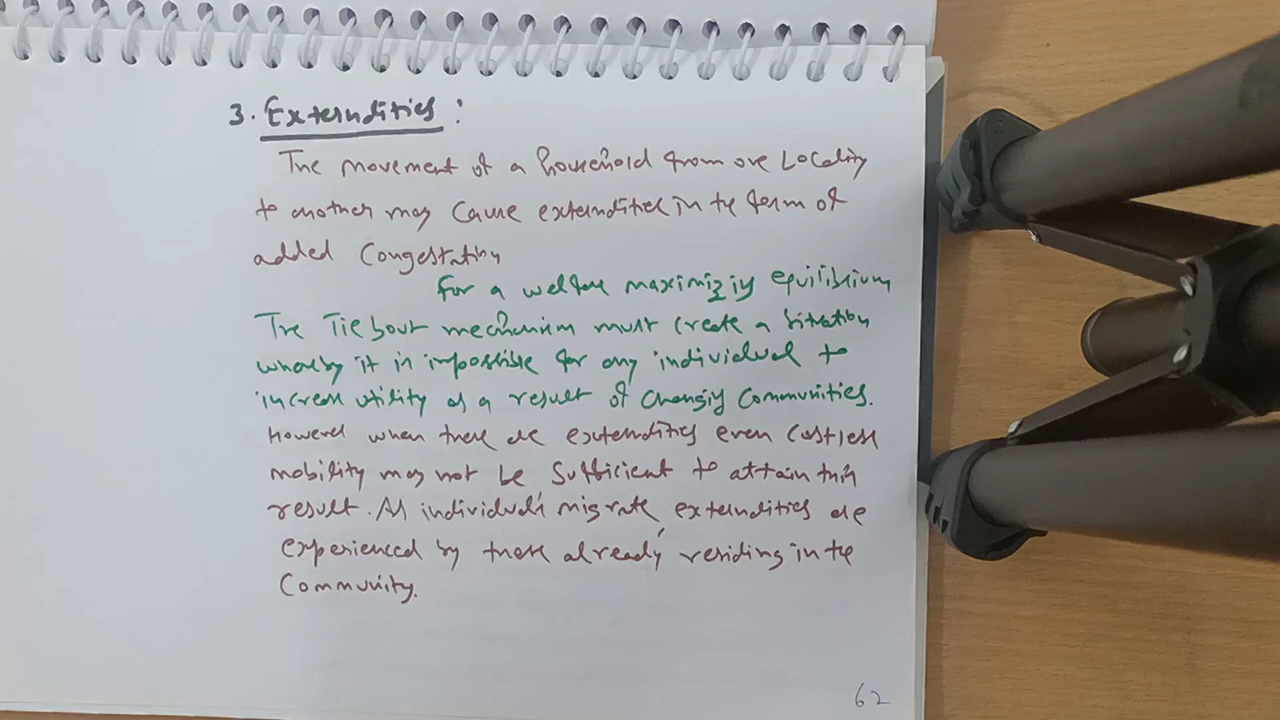 3. Externalities :
The movement of a household from one Locality
to another may Cause externalities in the form of
added Congestation
For a welfare maximizing equilibrium
The Tiebout mechanism must create a situation
whereby it is impossible for any individual to
increase utility as a result of changing Communities.
However when there are externalities even Costless
mobility may not be Sufficient to attain this
result. As individuals migrate, externalities are
experienced by those already residing in the
Community.
62